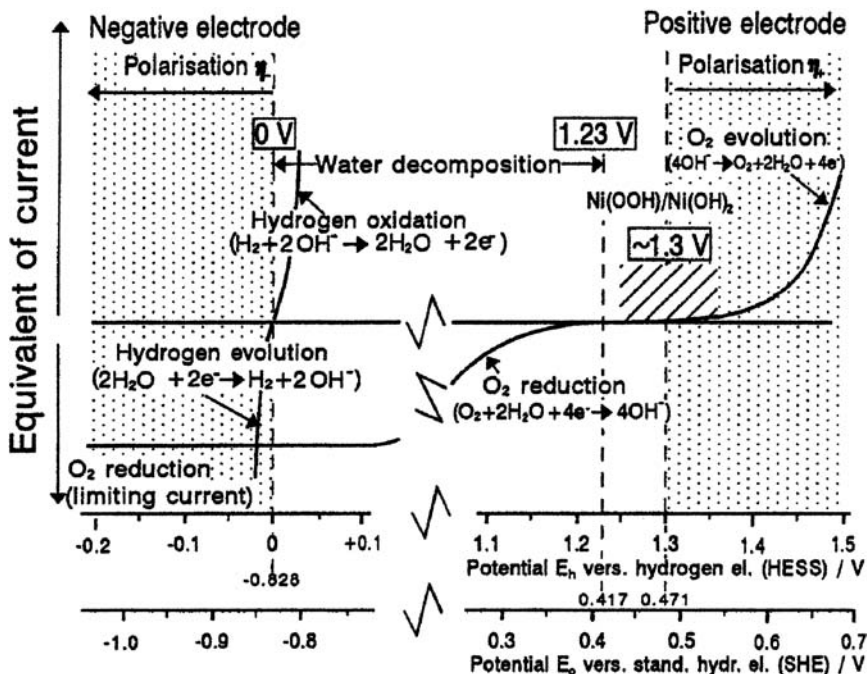 Negative electrode
Positive electrode
Polarisation η-
Polarisation η+
0 V
1.23 V
O₂ evolution
(4OH⁻→O₂+2H₂O+4e⁻)
Water decomposition
Hydrogen oxidation
(H₂+2OH⁻→ 2H₂O +2e⁻)
Ni(OOH)/Ni(OH)₂
~1.3 V
Equivalent of current
Hydrogen evolution
(2H₂O +2e⁻→H₂+2OH⁻)
O₂ reduction
(O₂+2H₂O+4e⁻→ 4OH⁻)
O₂ reduction
(limiting current)
-0.2 -0.1 0 +0.1 1.1 1.2 1.3 1.4 1.5
Potential Eₕ vers. hydrogen el. (HESS) / V
-0.828
0.417 0.471
-1.0 -0.9 -0.8 0.3 0.4 0.5 0.6 0.7
Potential Eₒ vers. stand. hydr. el. (SHE) / V